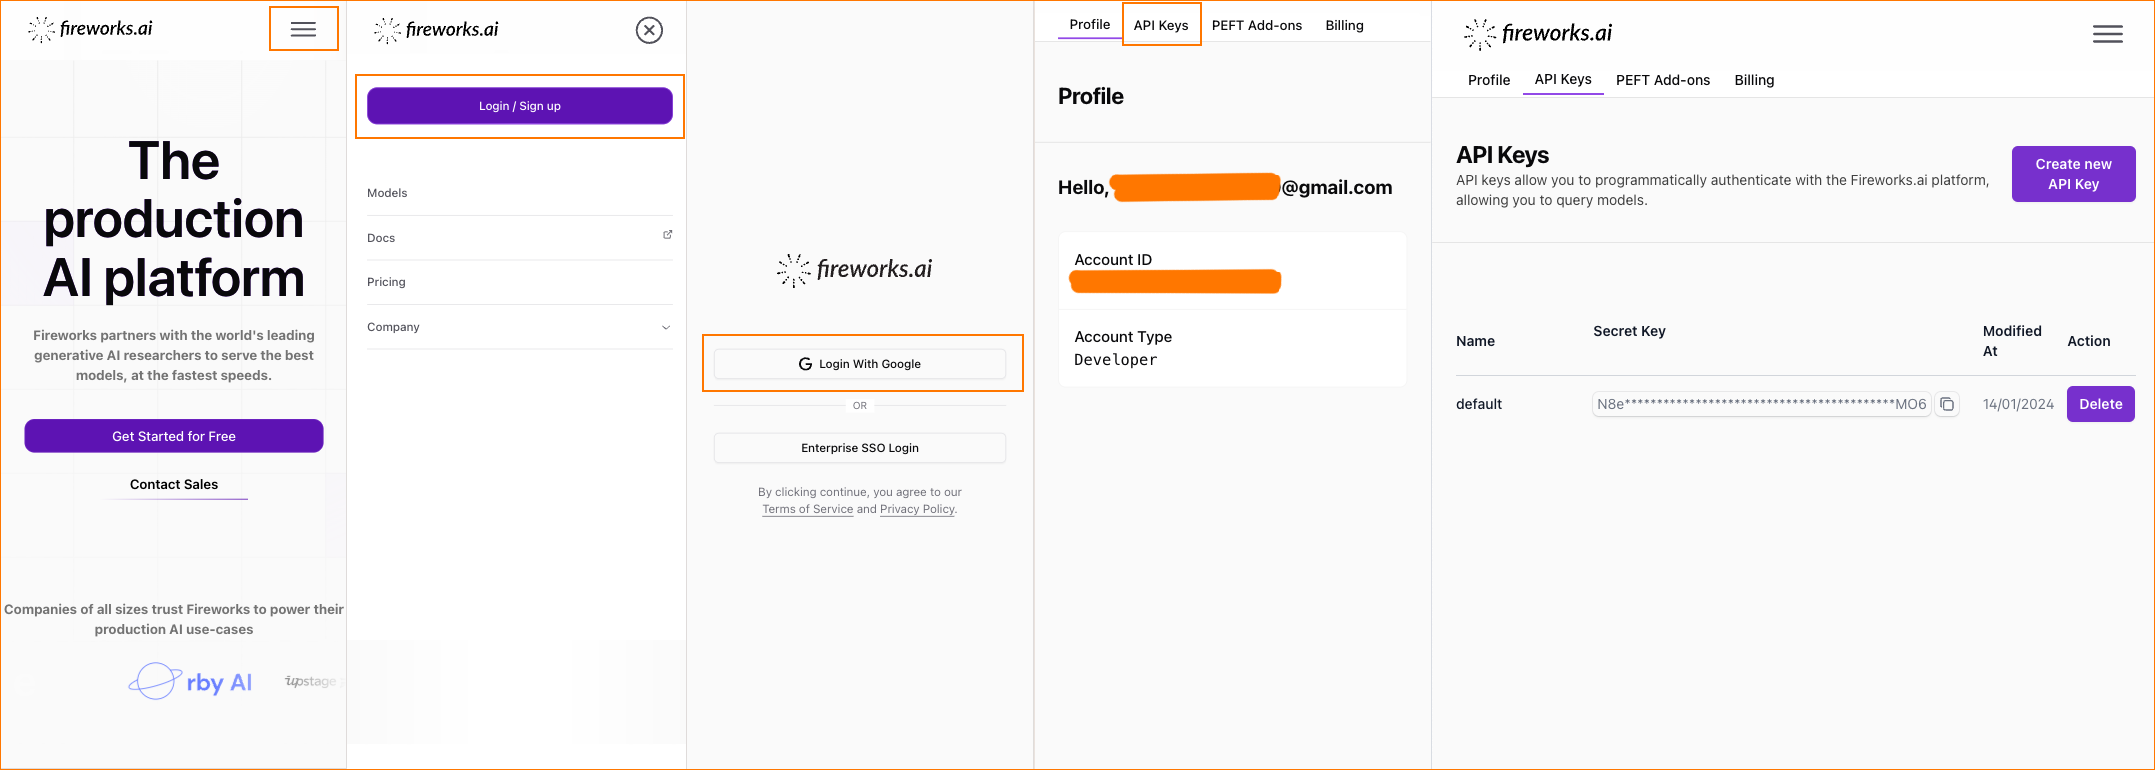 fireworks.ai
The
production
AI platform
Fireworks partners with the world's leading
generative AI researchers to serve the best
models, at the fastest speeds.
Get Started for Free
Contact Sales
Companies of all sizes trust Fireworks to power their
production AI use-cases
rby AI
upstage
fireworks.ai
Login / Sign up
Models
Docs
Pricing
Company
fireworks.ai
Login With Google
OR
Enterprise SSO Login
By clicking continue, you agree to our
Terms of Service and Privacy Policy.
Profile API Keys PEFT Add-ons Billing
Profile
Hello, @gmail.com
Account ID
Account Type
Developer
fireworks.ai
Profile API Keys PEFT Add-ons Billing
API Keys
API keys allow you to programmatically authenticate with the Fireworks.ai platform,
allowing you to query models.
Create new
API Key
Name Secret Key Modified
At Action
default N8e******************************************MO6 14/01/2024 Delete